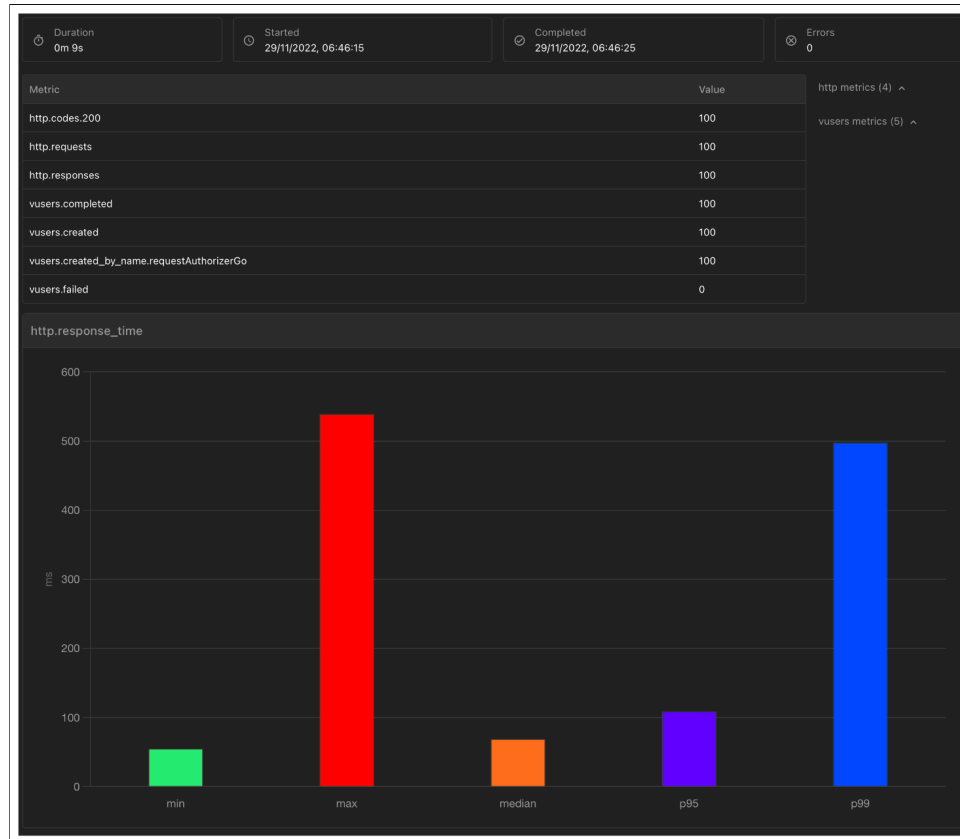 Duration
0m 9s
Started
29/11/2022, 06:46:15
Completed
29/11/2022, 06:46:25
Errors
0
Metric Value
http.codes.200 100
http.requests 100
http.responses 100
vusers.completed 100
vusers.created 100
vusers.created_by_name.requestAuthorizerGo 100
vusers.failed 0
http metrics (4)
vusers metrics (5)
http.response_time
600
500
400
300
200
100
0
ms
min max median p95 p99